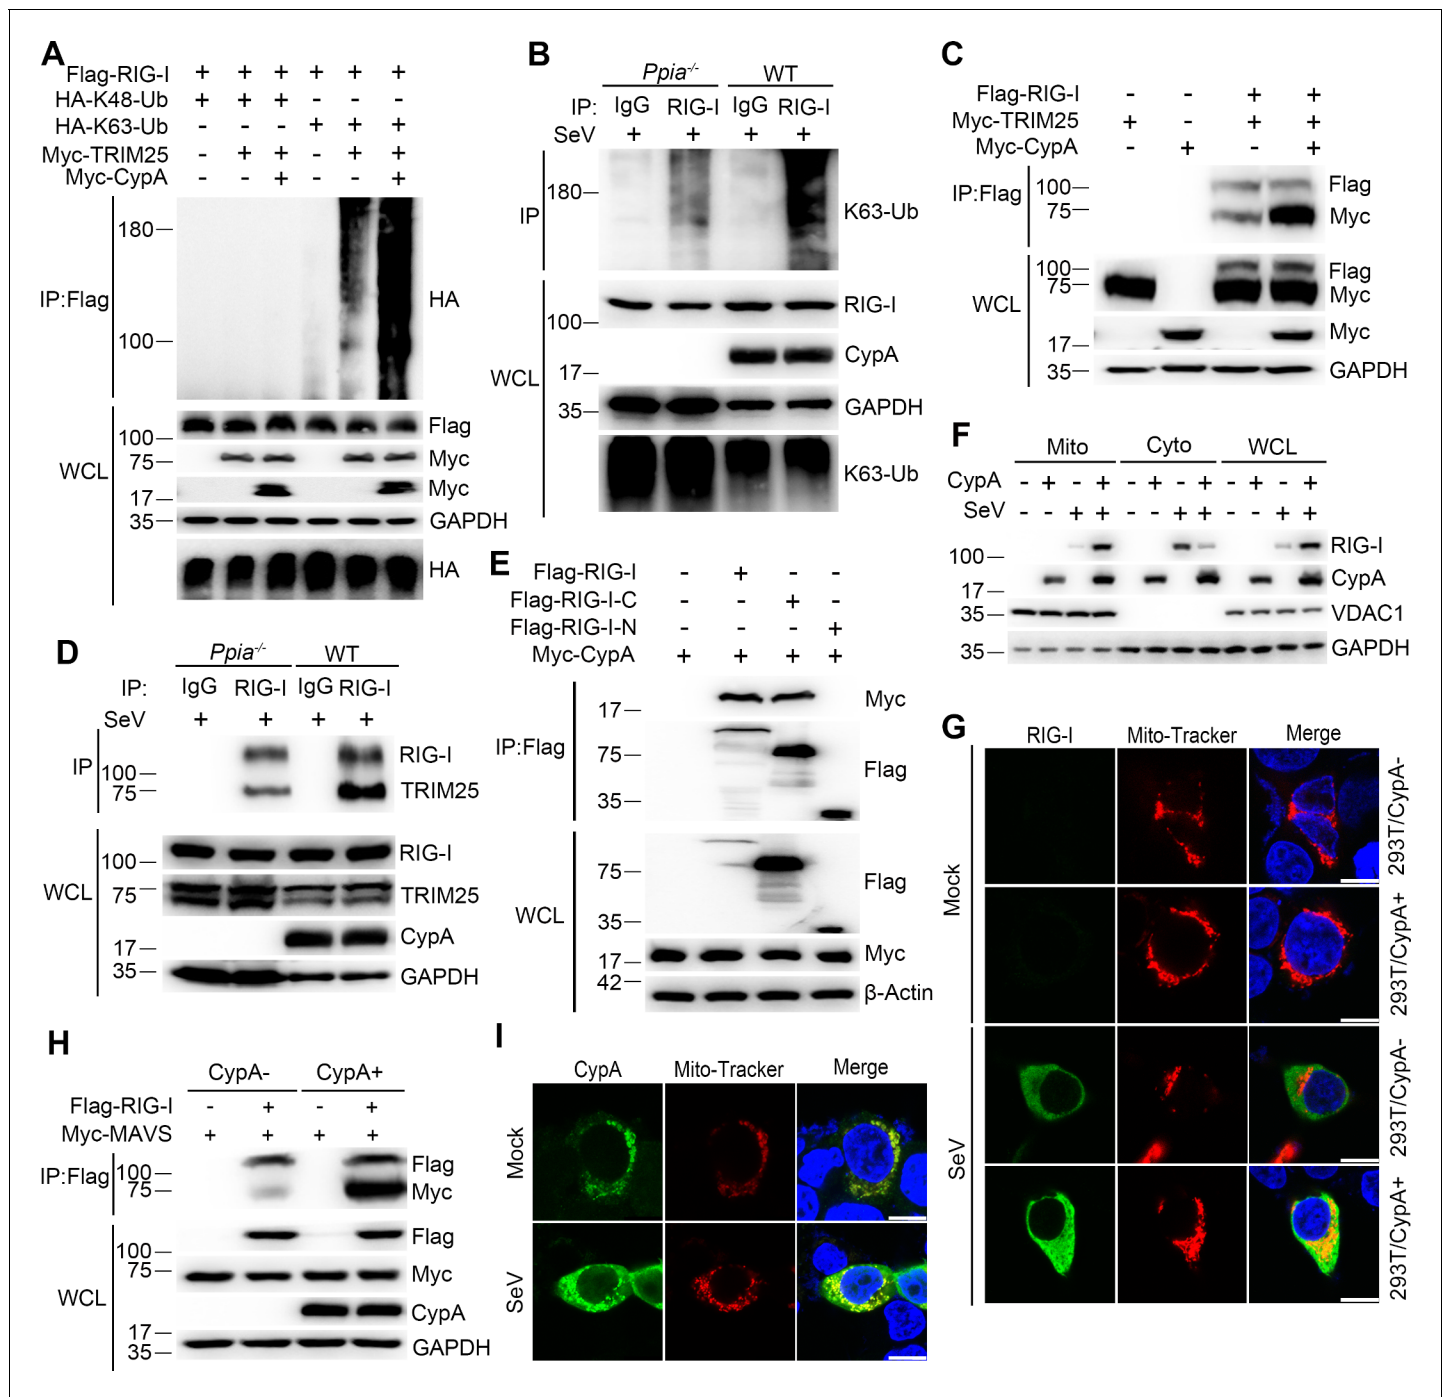 A
Flag-RIG-I + + + + + +
HA-K48-Ub + + + - - -
HA-K63-Ub - - - + + +
Myc-TRIM25 - + + - + +
Myc-CypA - - + - - +
IP:Flag
180
100
HA
WCL
100
Flag
75
Myc
17
Myc
35
GAPDH
HA
B
Ppia-/- WT
IP: IgG RIG-I IgG RIG-I
SeV + + + +
IP
180
K63-Ub
WCL
RIG-I
100
CypA
17
35
GAPDH
K63-Ub
C
Flag-RIG-I - - + +
Myc-TRIM25 + - + +
Myc-CypA - + - +
IP:Flag
100
Flag
75
Myc
WCL
100
Flag
75
Myc
17
Myc
35
GAPDH
D
Ppia-/- WT
IP: IgG RIG-I IgG RIG-I
SeV + + + +
IP
RIG-I
100
75
TRIM25
WCL
RIG-I
100
75
TRIM25
CypA
17
35
GAPDH
E
Flag-RIG-I - + - -
Flag-RIG-I-C - - + -
Flag-RIG-I-N - - - +
Myc-CypA + + + +
IP:Flag
17
Myc
75
Flag
35
WCL
75
Flag
35
17
Myc
42
β-Actin
F
Mito Cyto WCL
CypA - + - + - + - + - + - +
SeV - - + + - - + + - - + +
RIG-I
100
CypA
17
35
VDAC1
35
GAPDH
G
RIG-I Mito-Tracker Merge
Mock
293T/CypA-
293T/CypA+
SeV
293T/CypA-
293T/CypA+
H
CypA- CypA+
Flag-RIG-I - + - +
Myc-MAVS + + + +
IP:Flag
Flag
100
75
Myc
WCL
Flag
100
75
Myc
CypA
17
35
GAPDH
I
CypA Mito-Tracker Merge
Mock
SeV